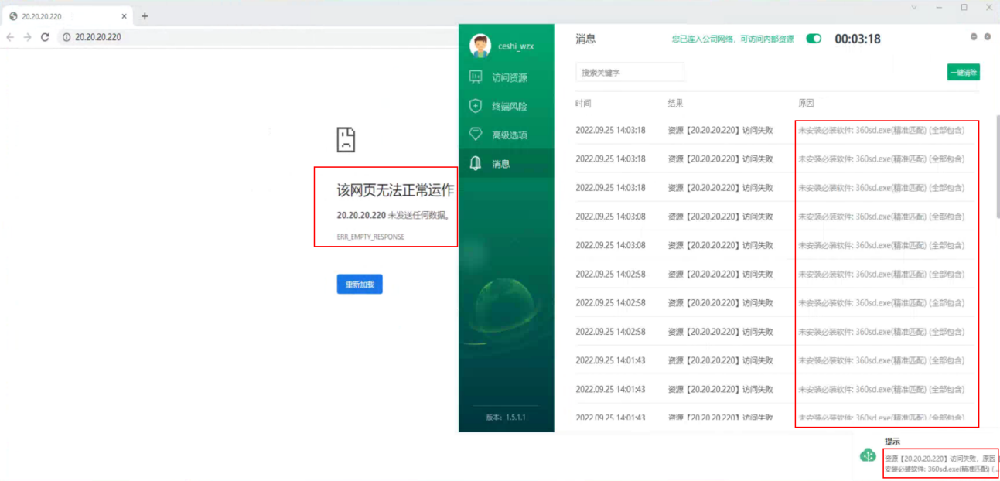 20.20.20.220
20.20.20.220
该网页无法正常运作
20.20.20.220 未发送任何数据。
ERR_EMPTY_RESPONSE
重新加载
ceshi_wzx
访问资源
终端风险
高级选项
消息
版本: 1.5.1.1
消息
您已连入公司网络，可访问内部资源
00:03:18
搜索关键字
一键清除
时间 结果 原因
2022.09.25 14:03:18 资源【20.20.20.220】访问失败 未安装必装软件: 360sd.exe(精准匹配) (全部包含)
2022.09.25 14:03:18 资源【20.20.20.220】访问失败 未安装必装软件: 360sd.exe(精准匹配) (全部包含)
2022.09.25 14:03:18 资源【20.20.20.220】访问失败 未安装必装软件: 360sd.exe(精准匹配) (全部包含)
2022.09.25 14:03:08 资源【20.20.20.220】访问失败 未安装必装软件: 360sd.exe(精准匹配) (全部包含)
2022.09.25 14:03:08 资源【20.20.20.220】访问失败 未安装必装软件: 360sd.exe(精准匹配) (全部包含)
2022.09.25 14:02:58 资源【20.20.20.220】访问失败 未安装必装软件: 360sd.exe(精准匹配) (全部包含)
2022.09.25 14:02:58 资源【20.20.20.220】访问失败 未安装必装软件: 360sd.exe(精准匹配) (全部包含)
2022.09.25 14:02:58 资源【20.20.20.220】访问失败 未安装必装软件: 360sd.exe(精准匹配) (全部包含)
2022.09.25 14:01:43 资源【20.20.20.220】访问失败 未安装必装软件: 360sd.exe(精准匹配) (全部包含)
2022.09.25 14:01:43 资源【20.20.20.220】访问失败 未安装必装软件: 360sd.exe(精准匹配) (全部包含)
2022.09.25 14:01:43 资源【20.20.20.220】访问失败 未安装必装软件: 360sd.exe(精准匹配) (全部包含)
提示
资源【20.20.20.220】访问失败，原因
安装必装软件: 360sd.exe(精准匹配) (...